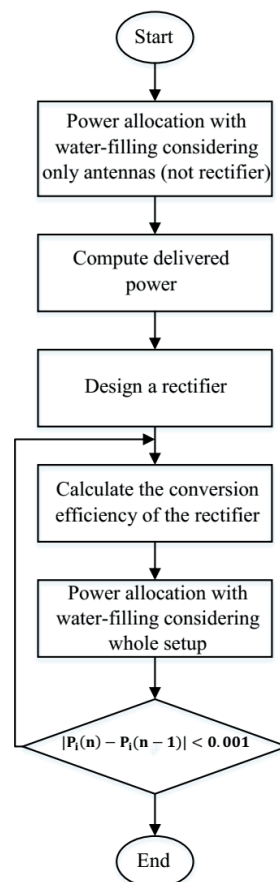 Start
Power allocation with
water-filling considering
only antennas (not rectifier)
Compute delivered
power
Design a rectifier
Calculate the conversion
efficiency of the rectifier
Power allocation with
water-filling considering
whole setup
|Pᵢ(n) − Pᵢ(n − 1)| < 0.001
End